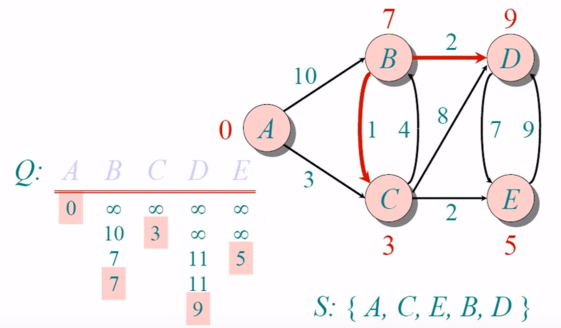 7 9
B 2 D
10
0 A 1 4 8 7 9
3
C 2 E
3 5
Q: A B C D E
0 ∞ ∞ ∞ ∞
10 3 ∞ ∞
7 11 5
7 11
9
S: { A, C, E, B, D }